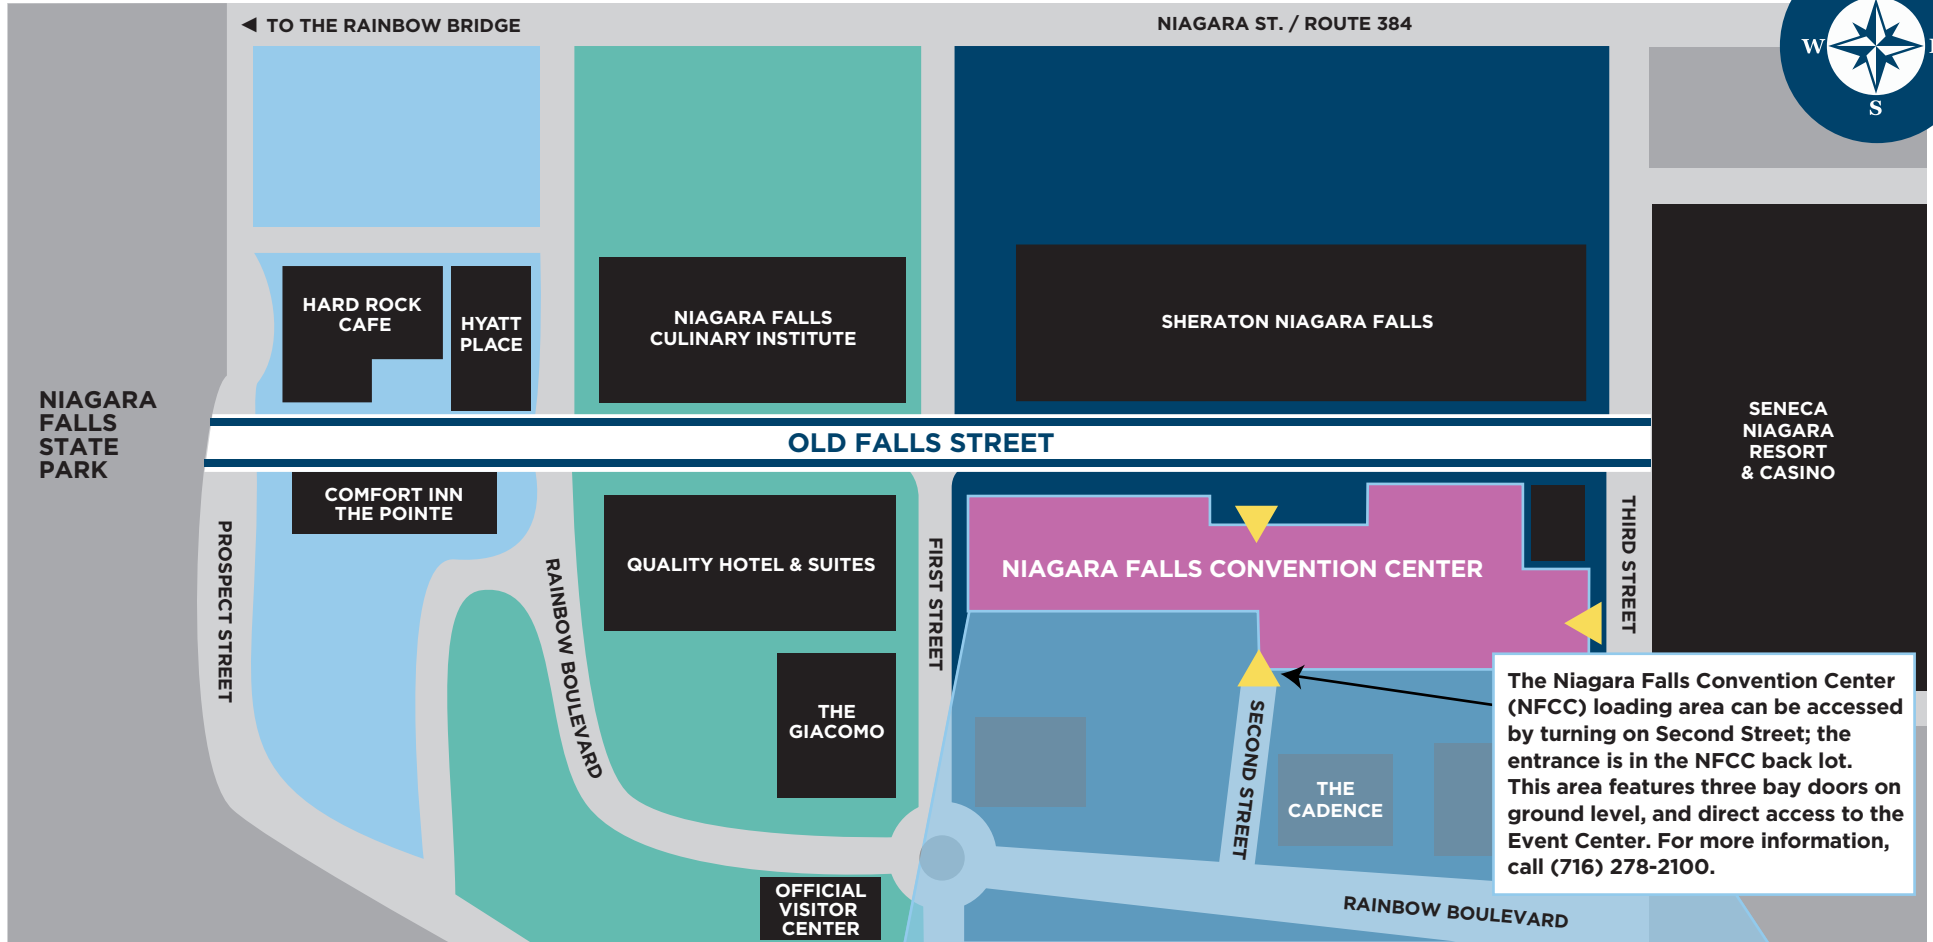 ◄ TO THE RAINBOW BRIDGE
NIAGARA ST. / ROUTE 384
W
S
HARD ROCK
CAFE
HYATT
PLACE
NIAGARA FALLS
CULINARY INSTITUTE
SHERATON NIAGARA FALLS
NIAGARA
FALLS
STATE
PARK
SENECA
NIAGARA
RESORT
& CASINO
OLD FALLS STREET
COMFORT INN
THE POINTE
PROSPECT STREET
RAINBOW BOULEVARD
QUALITY HOTEL & SUITES
FIRST STREET
NIAGARA FALLS CONVENTION CENTER
THIRD STREET
THE
GIACOMO
SECOND STREET
THE
CADENCE
The Niagara Falls Convention Center
(NFCC) loading area can be accessed
by turning on Second Street; the
entrance is in the NFCC back lot.
This area features three bay doors on
ground level, and direct access to the
Event Center. For more information,
call (716) 278-2100.
OFFICIAL
VISITOR
CENTER
RAINBOW BOULEVARD